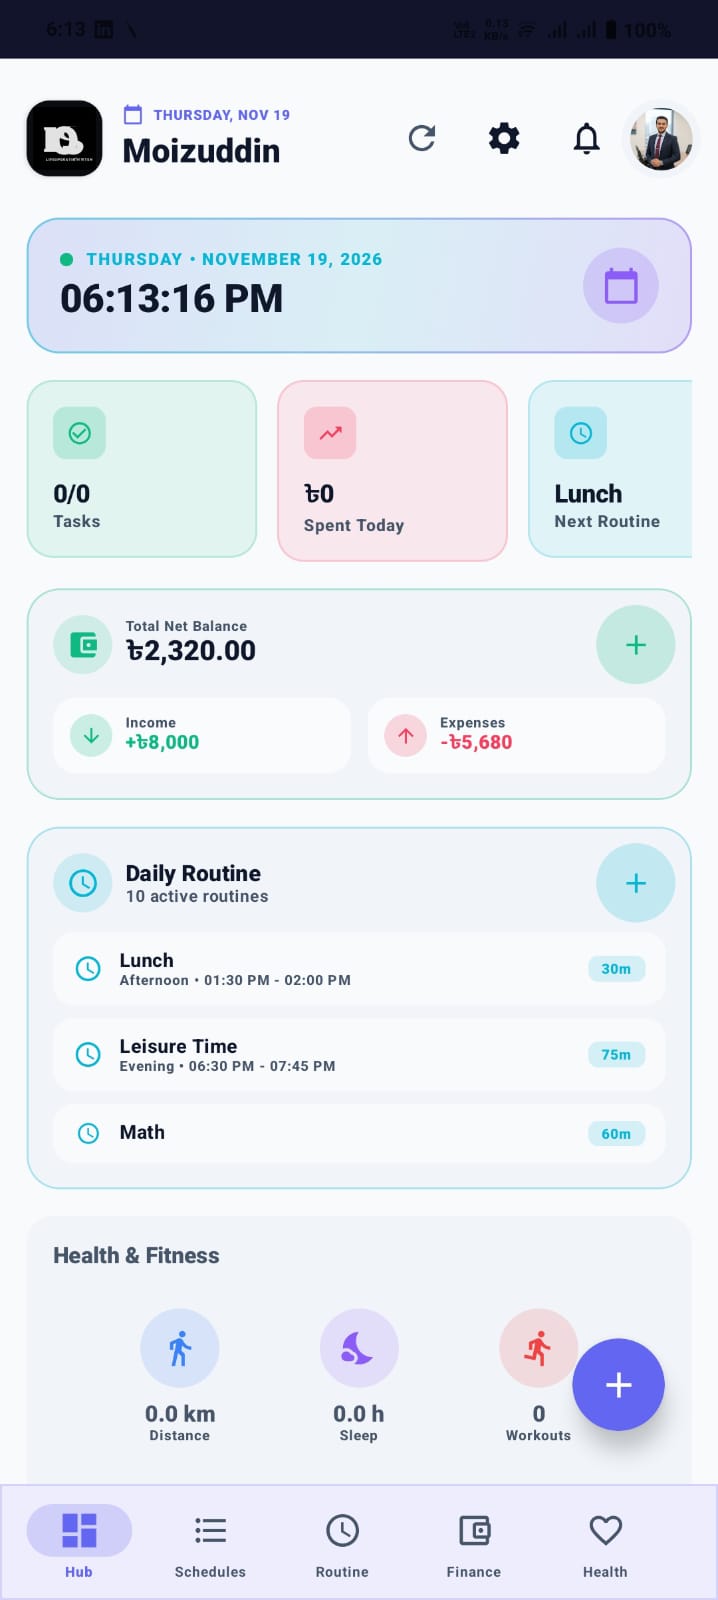 6:13
0.13
KB/s
100%
THURSDAY, NOV 19
Moizuddin
THURSDAY • NOVEMBER 19, 2026
06:13:16 PM
0/0
Tasks
৳0
Spent Today
Lunch
Next Routine
Total Net Balance
৳2,320.00
Income
+৳8,000
Expenses
-৳5,680
Daily Routine
10 active routines
Lunch
Afternoon • 01:30 PM - 02:00 PM
30m
Leisure Time
Evening • 06:30 PM - 07:45 PM
75m
Math
60m
Health & Fitness
0.0 km
Distance
0.0 h
Sleep
0
Workouts
Hub
Schedules
Routine
Finance
Health